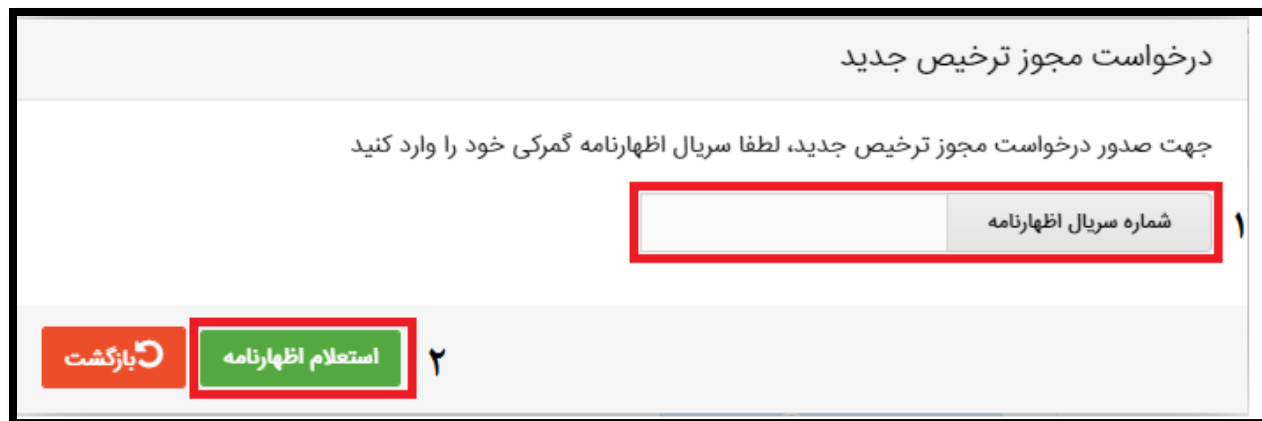 درخواست مجوز ترخیص جدید
جهت صدور درخواست مجوز ترخیص جدید، لطفا سریال اظهارنامه گمرکی خود را وارد کنید
۱ شماره سریال اظهارنامه
۲ استعلام اظهارنامه بازگشت